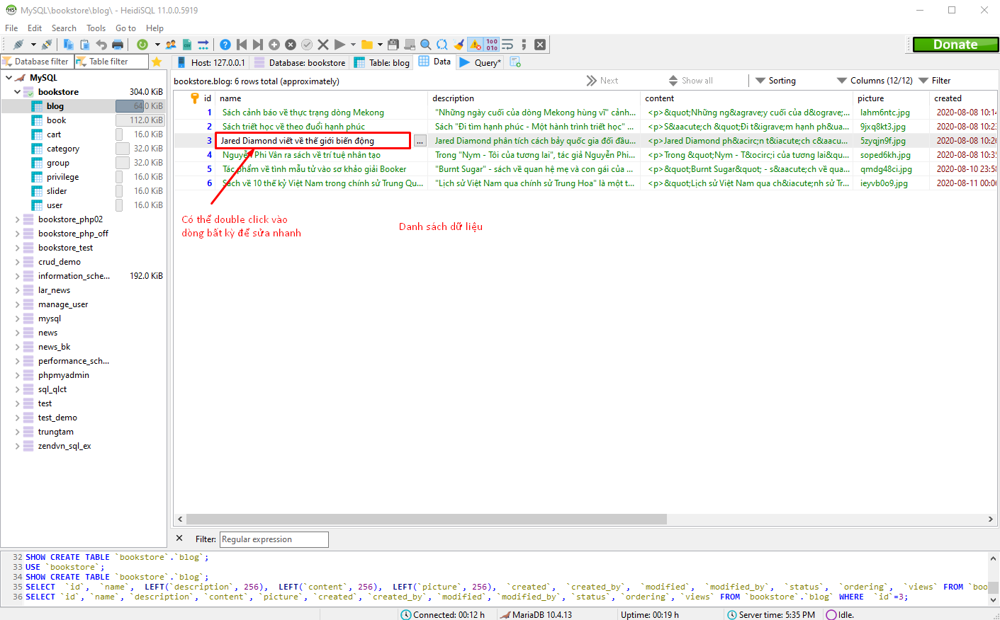 MySQL\bookstore\blog\ - HeidiSQL 11.0.0.5919
File Edit Search Tools Go to Help
Donate
Database filter Table filter Host: 127.0.0.1 Database: bookstore Table: blog Data Query*
MySQL
bookstore 304.0 KiB
blog 64.0 KiB
book 112.0 KiB
cart 16.0 KiB
category 32.0 KiB
group 32.0 KiB
privilege 16.0 KiB
slider 16.0 KiB
user 16.0 KiB
bookstore_php02
bookstore_php_off
bookstore_test
crud_demo
information_sche... 192.0 KiB
lar_news
manage_user
mysql
news
news_bk
performance_sch...
phpmyadmin
sql_qlct
test
test_demo
trungtam
zendvn_sql_ex
bookstore.blog: 6 rows total (approximately) Next Show all Sorting Columns (12/12) Filter
id name description content picture created
1 Sách cảnh báo về thực trạng dòng Mekong "Những ngày cuối của dòng Mekong hùng vĩ" cảnh... <p>&quot;Những ng&agrave;y cuối của d&ograve;... lahm6ntc.jpg 2020-08-08 10:14
2 Sách triết học về theo đuổi hạnh phúc Sách "Đi tìm hạnh phúc - Một hành trình triết học" ... <p>S&aacute;ch &quot;Đi t&igrave;m hạnh ph&ua... 9jxq8kt3.jpg 2020-08-08 10:23
3 Jared Diamond viết về thế giới biến động ... Jared Diamond phân tích cách bảy quốc gia đối đầu... <p>Jared Diamond ph&acirc;n t&iacute;ch c&aacu... 5zyqjn9f.jpg 2020-08-08 10:26
4 Nguyễn Phi Vân ra sách về trí tuệ nhân tạo Trong "Nym - Tôi của tương lai", tác giả Nguyễn Phi... <p>Trong &quot;Nym - T&ocirc;i của tương lai&qu... soped6kh.jpg 2020-08-08 10:35
5 Tác phẩm về tình mẫu tử vào sơ khảo giải Booker "Burnt Sugar" - sách về quan hệ mẹ và con gái của ... <p>&quot;Burnt Sugar&quot; - s&aacute;ch về qua... qmdg48ci.jpg 2020-08-10 23:58
6 Sách về 10 thế kỷ Việt Nam trong chính sử Trung Qu... "Lịch sử Việt Nam qua chính sử Trung Hoa" là một t... <p>&quot;Lịch sử Việt Nam qua ch&iacute;nh sử Tr... ieyvb0o9.jpg 2020-08-11 00:06
Có thể double click vào
dòng bất kỳ để sửa nhanh
Danh sách dữ liệu
Filter: Regular expression
32 SHOW CREATE TABLE `bookstore`.`blog`;
33 USE `bookstore`;
34 SHOW CREATE TABLE `bookstore`.`blog`;
35 SELECT `id`, `name`, LEFT(`description`, 256), LEFT(`content`, 256), LEFT(`picture`, 256), `created`, `created_by`, `modified`, `modified_by`, `status`, `ordering`, `views` FROM `boo
36 SELECT `id`,`name`,`description`,`content`,`picture`,`created`,`created_by`,`modified`,`modified_by`,`status`,`ordering`,`views` FROM `bookstore`.`blog` WHERE `id`=3;
Connected: 00:12 h MariaDB 10.4.13 Uptime: 00:19 h Server time: 5:35 PM Idle.